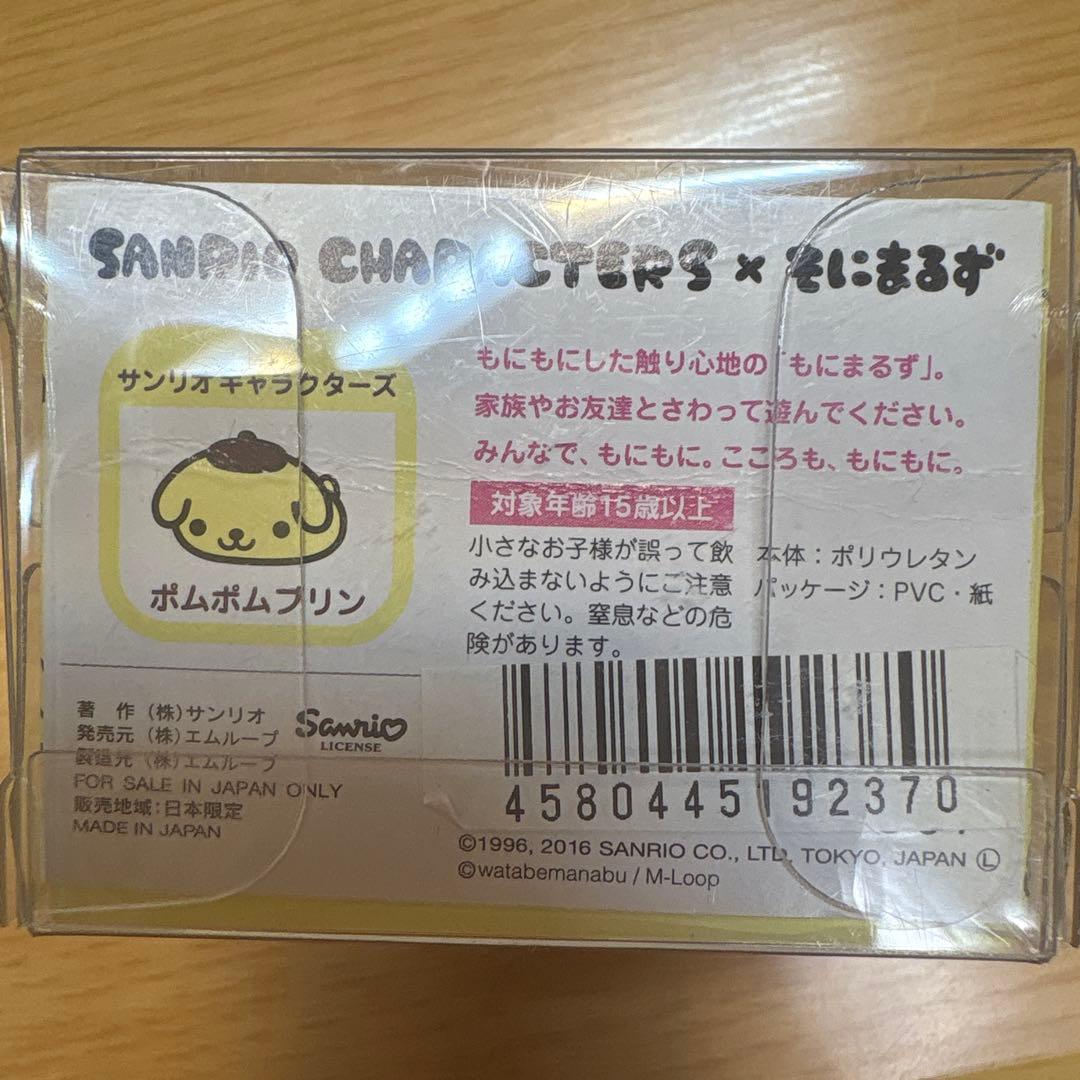 SANRIO CHARACTERS × もにまるず
サンリオキャラクターズ
ポムポムプリン
もにもにした触り心地の「もにまるず」。
家族やお友達とさわって遊んでください。
みんなで、もにもに。こころも、もにもに。
対象年齢15歳以上
小さなお子様が誤って飲
み込まないようにご注意
ください。窒息などの危
険があります。
本体：ポリウレタン
パッケージ：PVC・紙
著 作 (株)サンリオ
発売元 (株)エムループ
製造元 (株)エムループ
FOR SALE IN JAPAN ONLY
販売地域：日本限定
MADE IN JAPAN
Sanrio
LICENSE
4580445192370
©1996, 2016 SANRIO CO., LTD. TOKYO, JAPAN Ⓛ
©watabemanabu / M-Loop